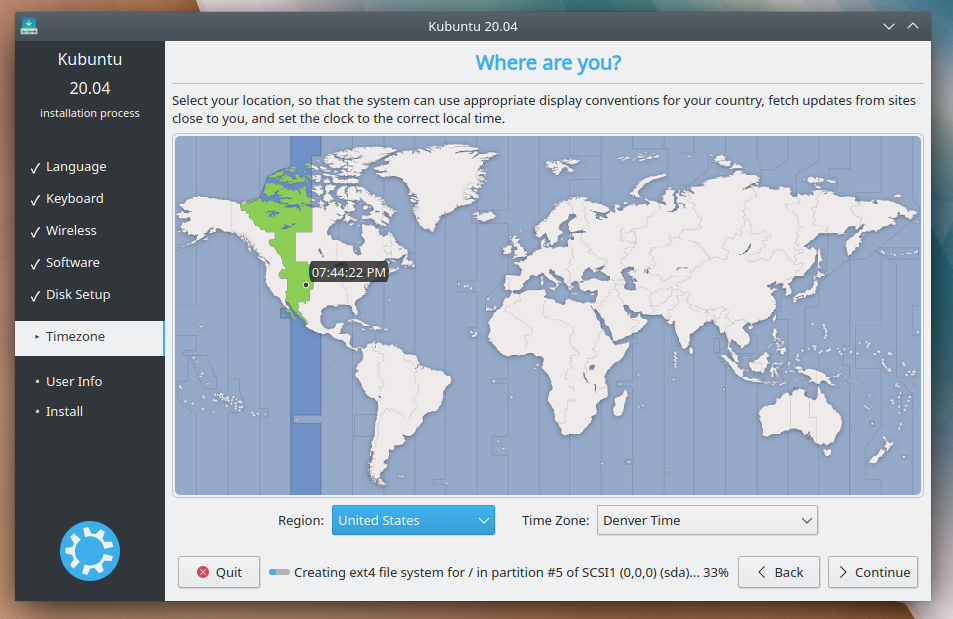 Kubuntu 20.04
Kubuntu
20.04
installation process
Language
Keyboard
Wireless
Software
Disk Setup
Timezone
User Info
Install
Where are you?
Select your location, so that the system can use appropriate display conventions for your country, fetch updates from sites
close to you, and set the clock to the correct local time.
07:44:22 PM
Region: United States Time Zone: Denver Time
Quit Creating ext4 file system for / in partition #5 of SCSI1 (0,0,0) (sda)... 33% Back Continue